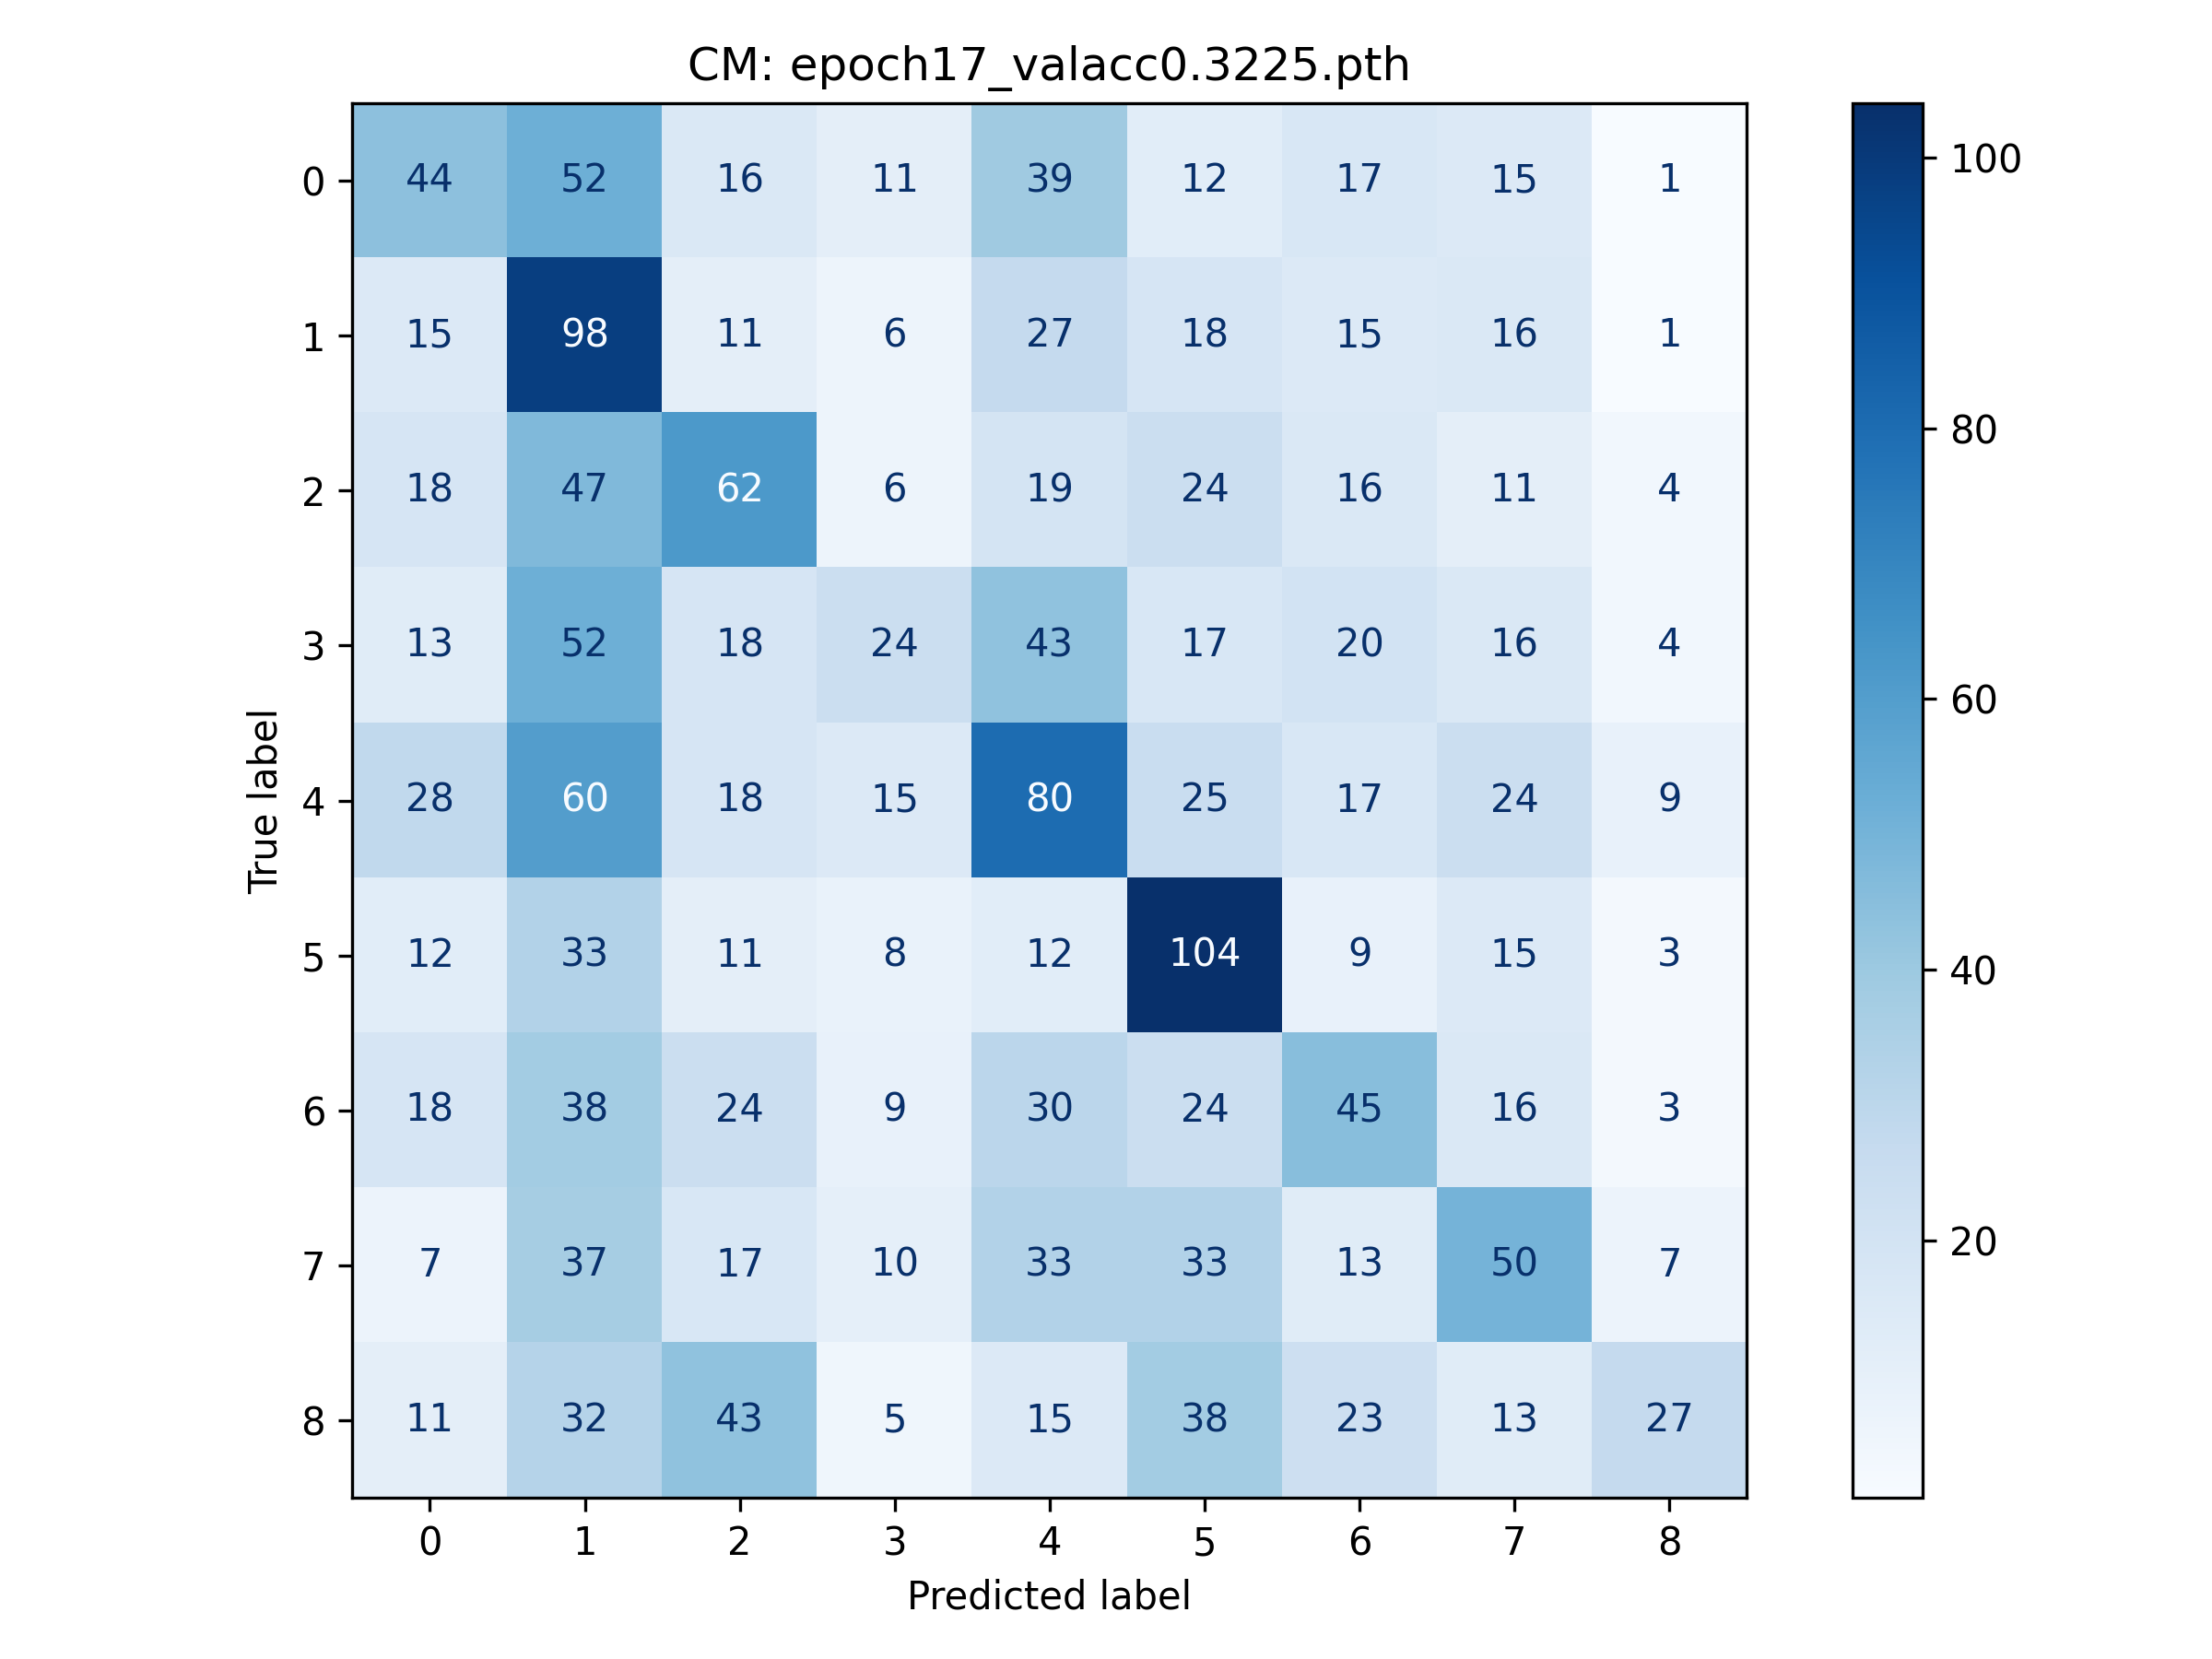 CM: epoch17_valacc0.3225.pth
0 44 52 16 11 39 12 17 15 1
1 15 98 11 6 27 18 15 16 1
2 18 47 62 6 19 24 16 11 4
3 13 52 18 24 43 17 20 16 4
4 28 60 18 15 80 25 17 24 9
5 12 33 11 8 12 104 9 15 3
6 18 38 24 9 30 24 45 16 3
7 7 37 17 10 33 33 13 50 7
8 11 32 43 5 15 38 23 13 27
0 1 2 3 4 5 6 7 8
Predicted label
True label
100
80
60
40
20